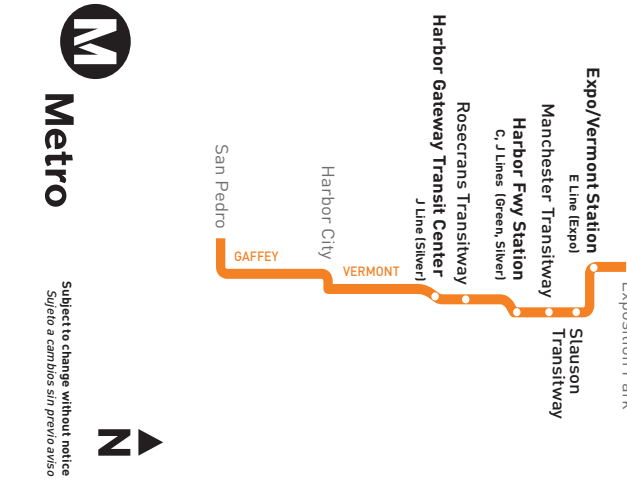 M
Metro
Subject to change without notice
Sujeto a cambios sin previo aviso
N
San Pedro
GAFFEY
Harbor City
VERMONT
Harbor Gateway Transit Center
J Line (Silver)
Rosecrans Transitway
Harbor Fwy Station
C, J Lines (Green, Silver)
Manchester Transitway
Slauson
Transitway
Expo/Vermont Station
E Line (Expo)